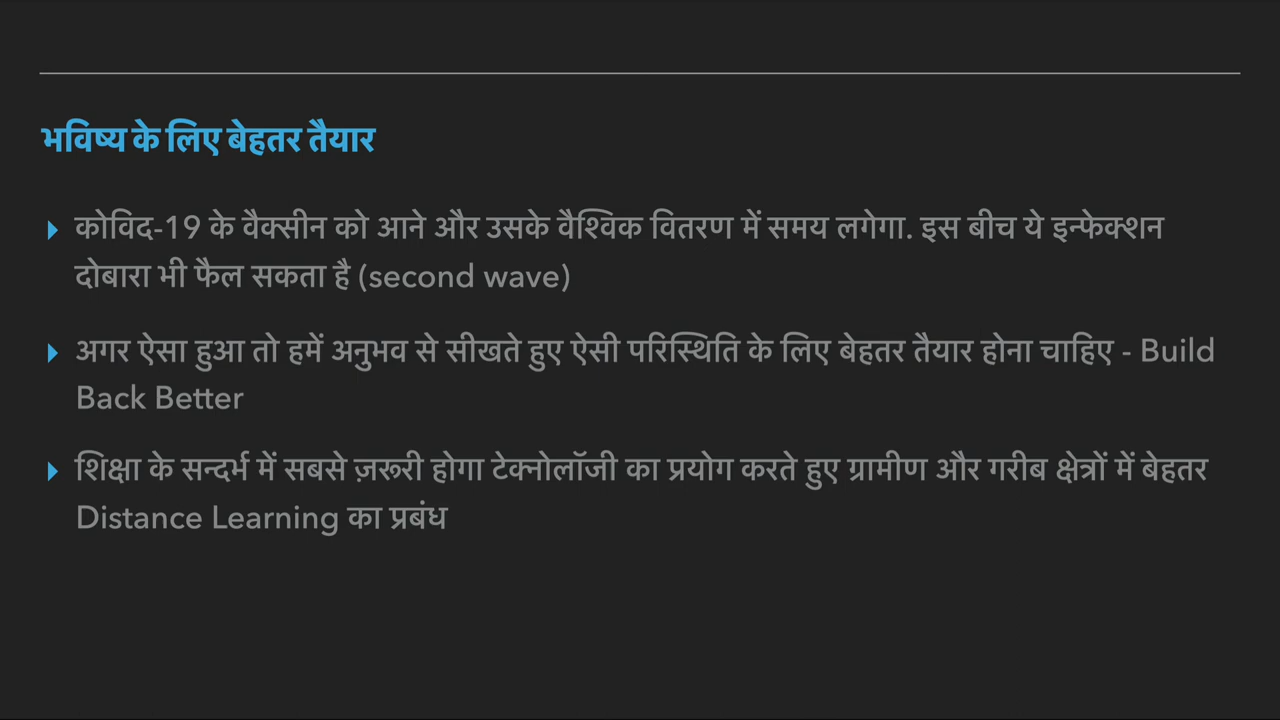 भविष्य के लिए बेहतर तैयार
कोविद-19 के वैक्सीन को आने और उसके वैश्विक वितरण में समय लगेगा. इस बीच ये इन्फेक्शन
दोबारा भी फैल सकता है (second wave)
अगर ऐसा हुआ तो हमें अनुभव से सीखते हुए ऐसी परिस्थिति के लिए बेहतर तैयार होना चाहिए - Build
Back Better
शिक्षा के सन्दर्भ में सबसे ज़रूरी होगा टेक्नोलॉजी का प्रयोग करते हुए ग्रामीण और गरीब क्षेत्रों में बेहतर
Distance Learning का प्रबंध